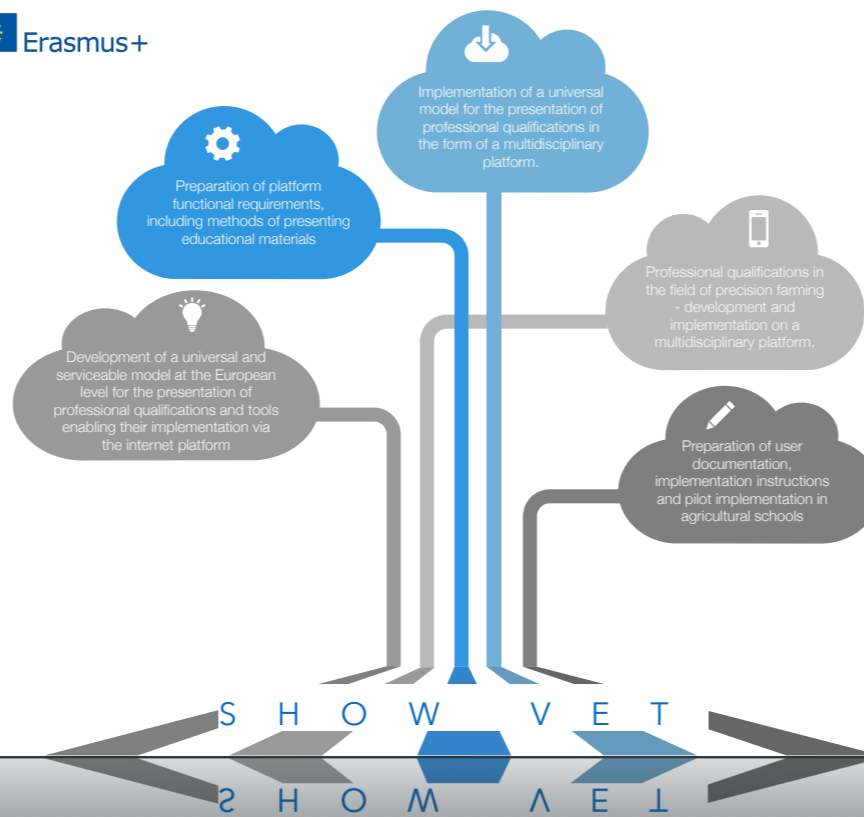 Erasmus+
Implementation of a universal
model for the presentation of
professional qualifications in
the form of a multidisciplinary
platform.
Preparation of platform
functional requirements,
including methods of presenting
educational materials
Professional qualifications in
the field of precision farming
- development and
implementation on a
multidisciplinary platform.
Development of a universal and
serviceable model at the European
level for the presentation of
professional qualifications and tools
enabling their implementation via
the internet platform
Preparation of user
documentation,
implementation instructions
and pilot implementation in
agricultural schools
SHOW VET